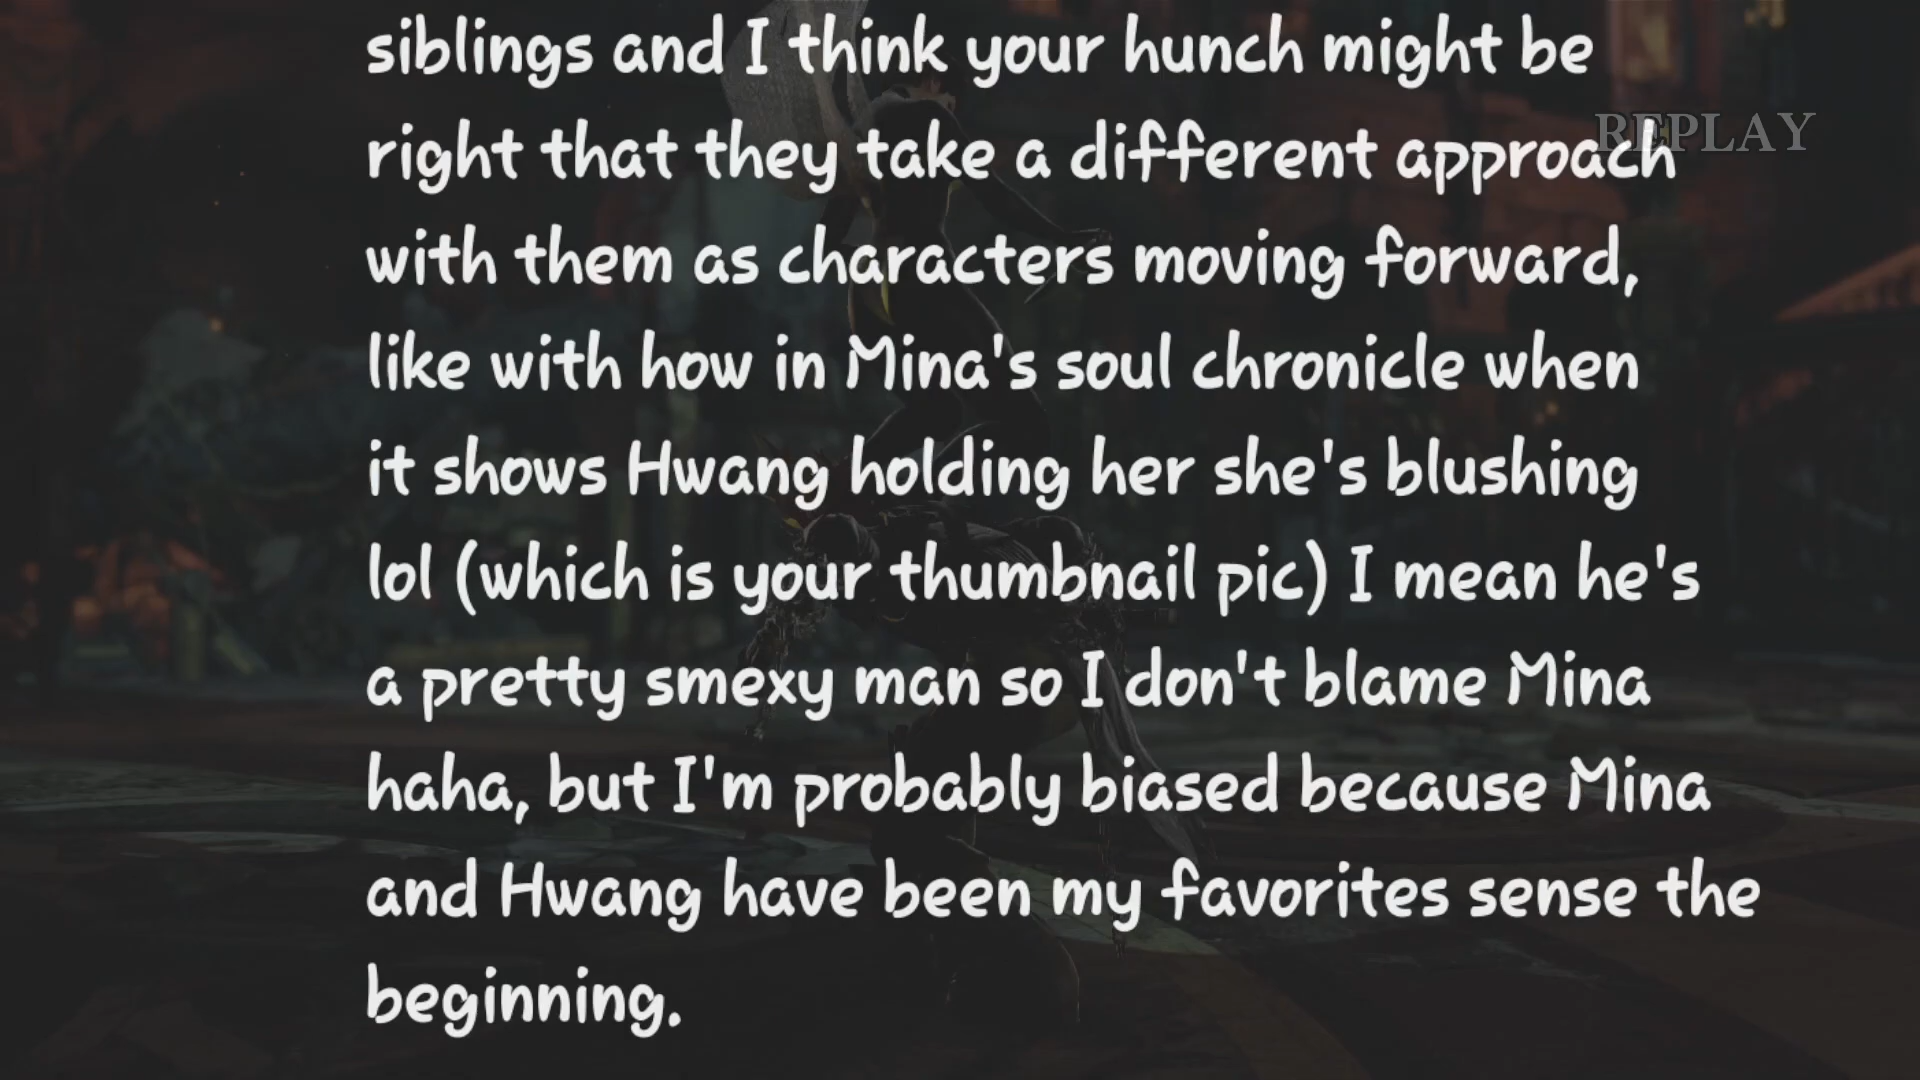 siblings and I think your hunch might be
REPLAY
right that they take a different approach
with them as characters moving forward,
like with how in Mina's soul chronicle when
it shows Hwang holding her she's blushing
lol (which is your thumbnail pic) I mean he's
a pretty smexy man so I don't blame Mina
haha, but I'm probably biased because Mina
and Hwang have been my favorites sense the
beginning.